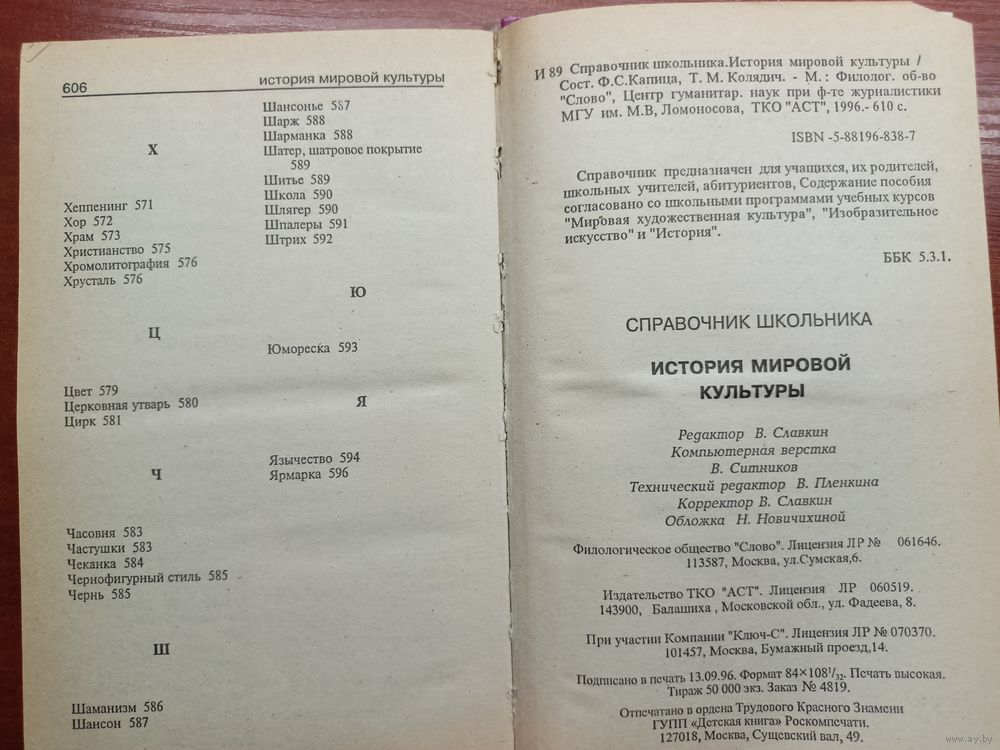 606
ИСТОРИЯ МИРОВОЙ КУЛЬТУРЫ
Х
Хеппенинг 571
Хор 572
Храм 573
Христианство 575
Хромолитография 576
Хрусталь 576
Ц
Цвет 579
Церковная утварь 580
Цирк 581
Ч
Часовня 583
Частушки 583
Чеканка 584
Чернофигурный стиль 585
Чернь 585
Ш
Шаманизм 586
Шансон 587
Шансонье 587
Шарж 588
Шарманка 588
Шатер, шатровое покрытие
589
Шитье 589
Школа 590
Шлягер 590
Шпалеры 591
Штрих 592
Ю
Юмореска 593
Я
Язычество 594
Ярмарка 596
И 89 Справочник школьника.История мировой культуры /
Сост. Ф.С.Капица, Т. М. Колядич. - М.: Филолог. об-во
"Слово", Центр гуманитар. наук при ф-те журналистики
МГУ им. М.В, Ломоносова, ТКО "АСТ", 1996.- 610 с.
ISBN -5-88196-838-7
Справочник предназначен для учащихся, их родителей,
школьных учителей, абитуриентов, Содержание пособия
согласовано со школьными программами учебных курсов
"Мировая художественная культура", "Изобразительное
искусство" и "История".
ББК 5.3.1.
СПРАВОЧНИК ШКОЛЬНИКА
ИСТОРИЯ МИРОВОЙ
КУЛЬТУРЫ
Редактор В. Славкин
Компьютерная верстка
В. Ситников
Технический редактор В. Пленкина
Корректор В. Славкин
Обложка Н. Новичихиной
Филологическое общество "Слово". Лицензия ЛР № 061646.
113587, Москва, ул.Сумская,6.
Издательство ТКО "АСТ". Лицензия ЛР 060519.
143900, Балашиха , Московской обл., ул. Фадеева, 8.
При участии Компании "Ключ-С". Лицензия ЛР № 070370.
101457, Москва, Бумажный проезд,14.
Подписано в печать 13.09.96. Формат 84×108¹/₃₂. Печать высокая.
Тираж 50 000 экз. Заказ № 4819.
Отпечатано в ордена Трудового Красного Знамени
ГУПП «Детская книга» Роскомпечати.
127018, Москва, Сущевский вал, 49.
www.ay.by